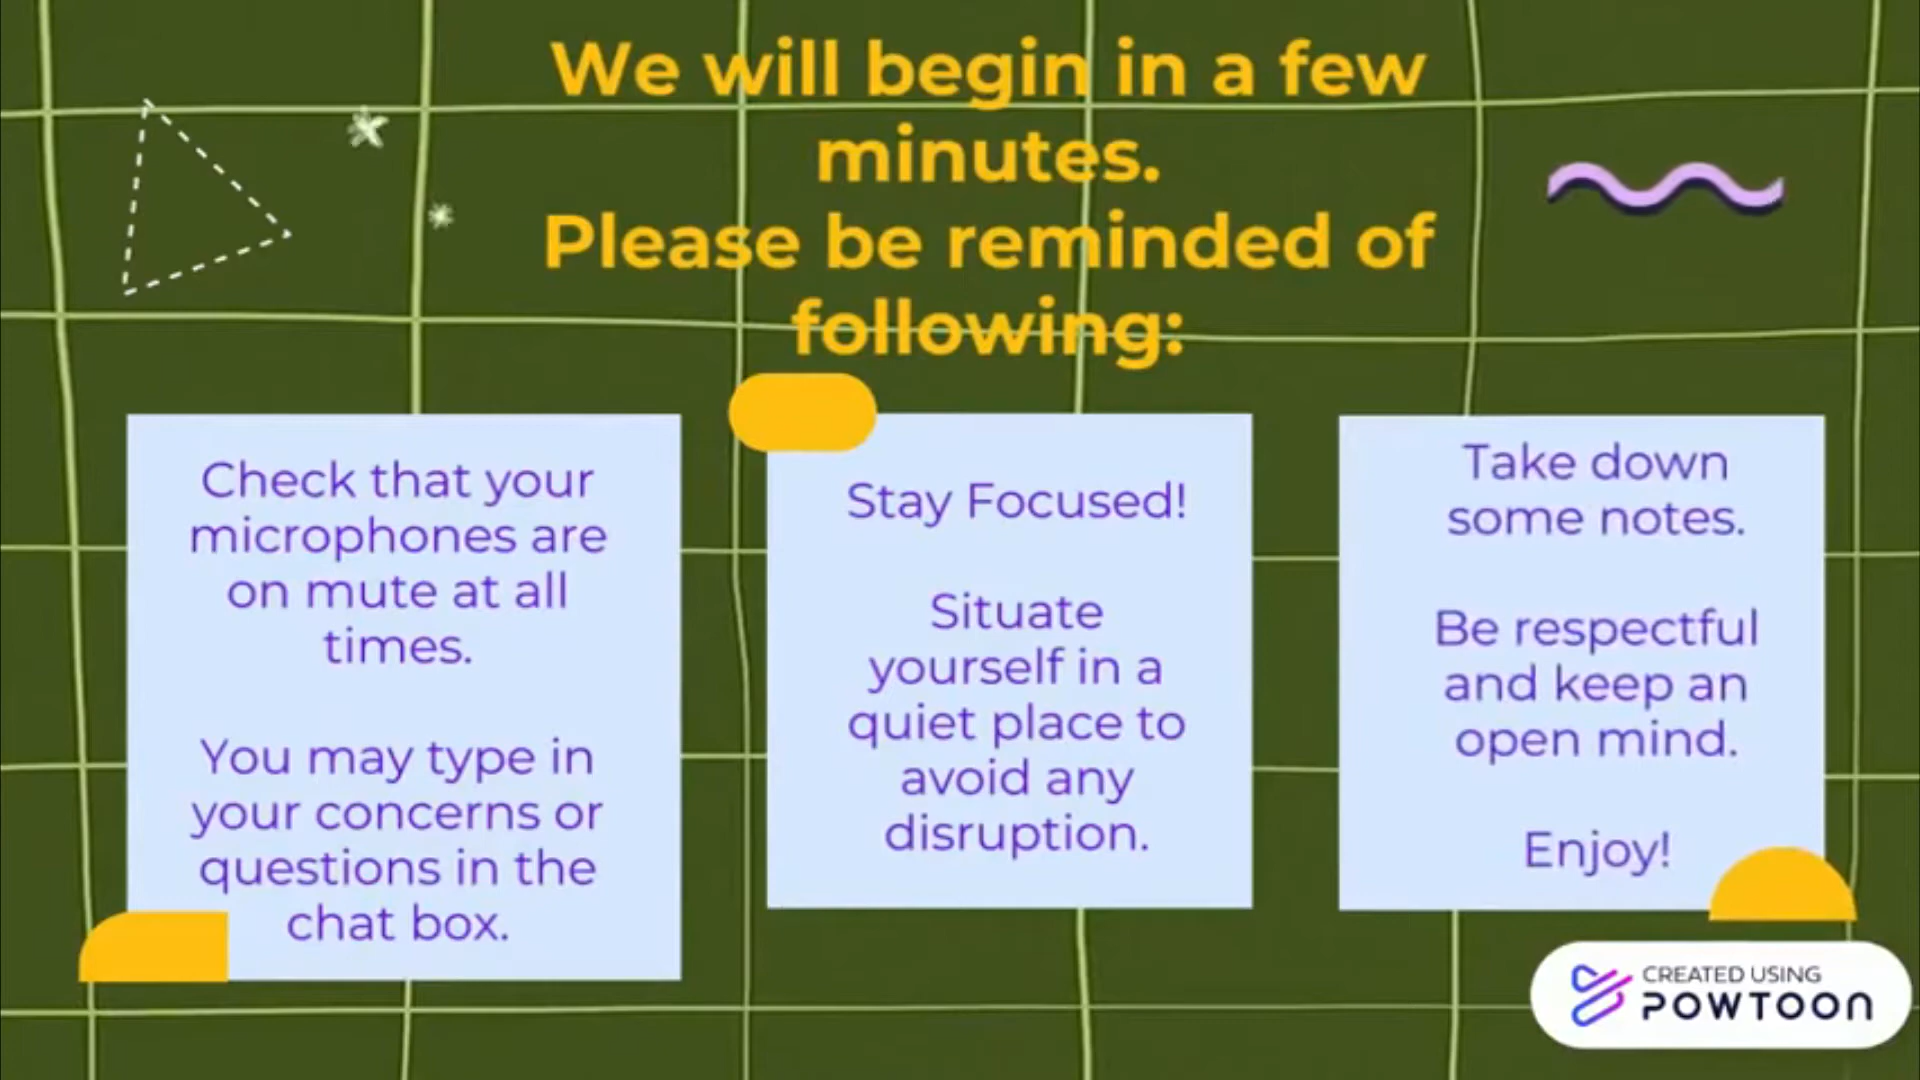 We will begin in a few
minutes.
Please be reminded of
following:
Check that your
microphones are
on mute at all
times.
You may type in
your concerns or
questions in the
chat box.
Stay Focused!
Situate
yourself in a
quiet place to
avoid any
disruption.
Take down
some notes.
Be respectful
and keep an
open mind.
Enjoy!
CREATED USING
POWTOON